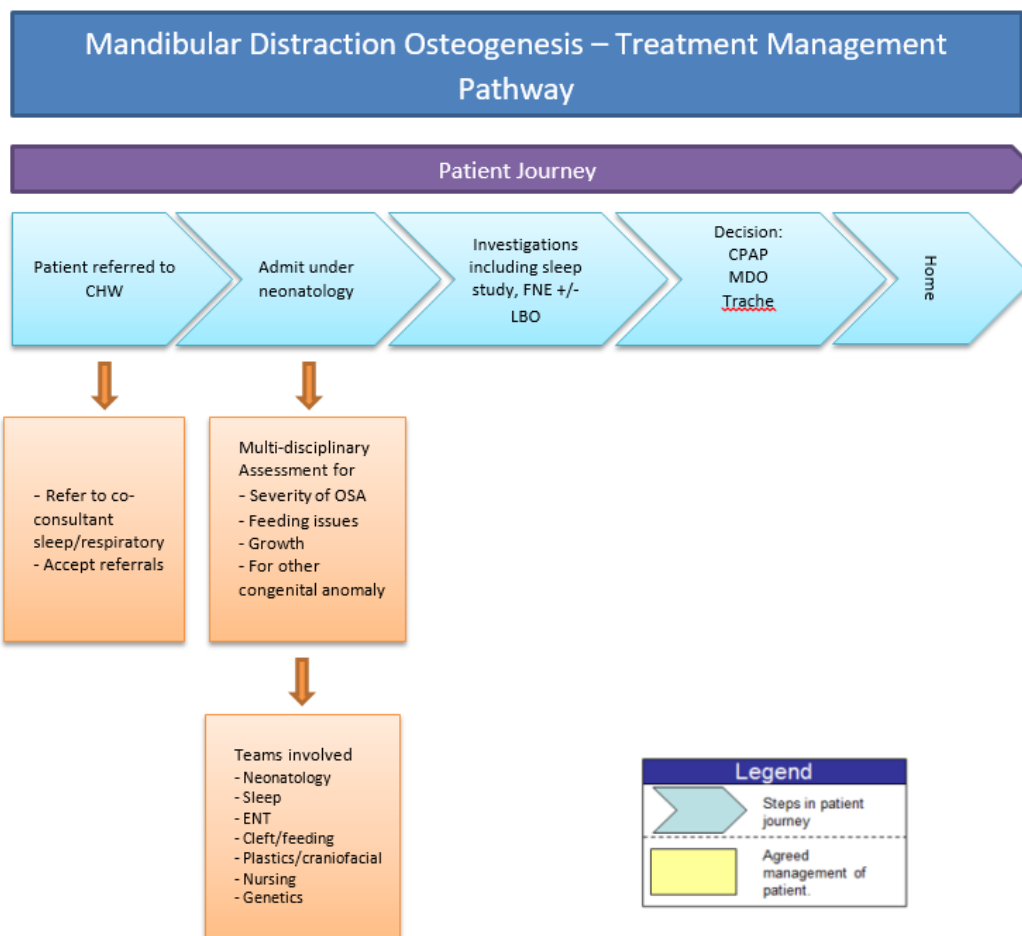 Mandibular Distraction Osteogenesis – Treatment Management
Pathway
Patient Journey
Patient referred to
CHW
Admit under
neonatology
Investigations
including sleep
study, FNE +/-
LBO
Decision:
CPAP
MDO
Trache
Home
- Refer to co-
consultant
sleep/respiratory
- Accept referrals
Multi-disciplinary
Assessment for
- Severity of OSA
- Feeding issues
- Growth
- For other
congenital anomaly
Teams involved
- Neonatology
- Sleep
- ENT
- Cleft/feeding
- Plastics/craniofacial
- Nursing
- Genetics
Legend
Steps in patient
journey
Agreed
management of
patient.